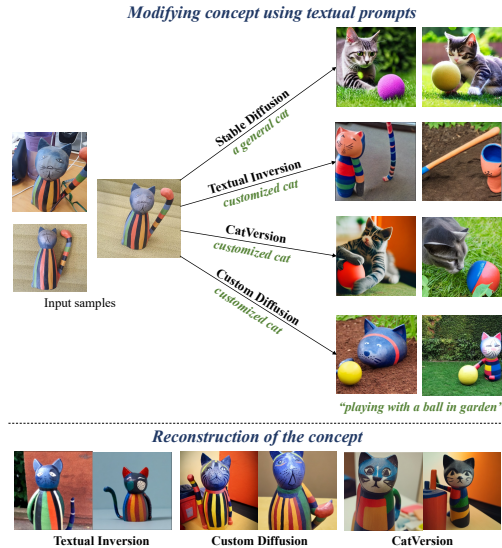 Modifying concept using textual prompts
Stable Diffusion
a general cat
Textual Inversion
customized cat
CatVersion
customized cat
Custom Diffusion
customized cat
Input samples
"playing with a ball in garden"
Reconstruction of the concept
Textual Inversion
Custom Diffusion
CatVersion